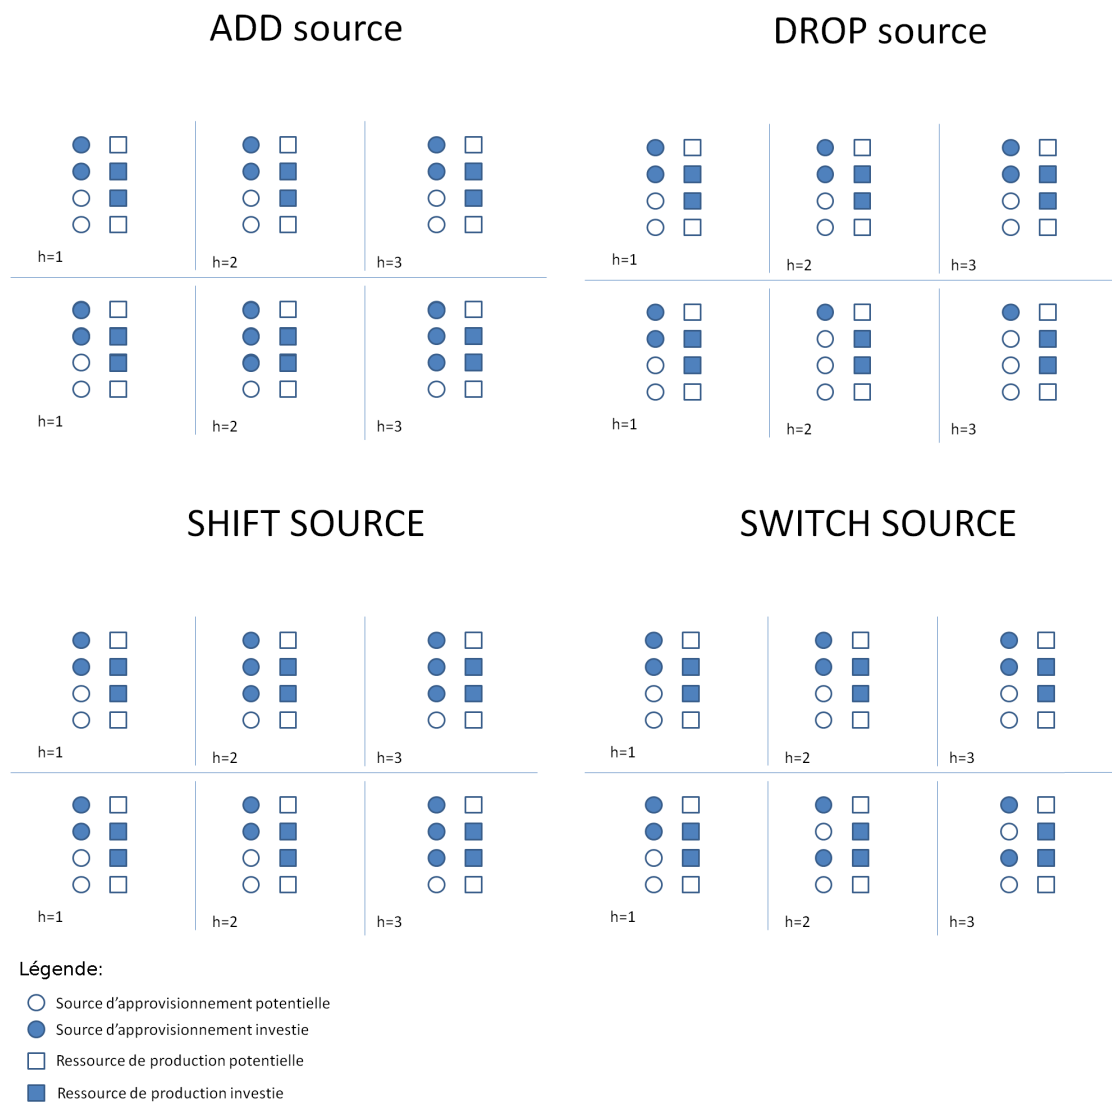 ADD source
DROP source
h=1
h=2
h=3
h=1
h=2
h=3
h=1
h=2
h=3
h=1
h=2
h=3
SHIFT SOURCE
SWITCH SOURCE
h=1
h=2
h=3
h=1
h=2
h=3
h=1
h=2
h=3
h=1
h=2
h=3
Légende:
Source d’approvisionnement potentielle
Source d’approvisionnement investie
Ressource de production potentielle
Ressource de production investie